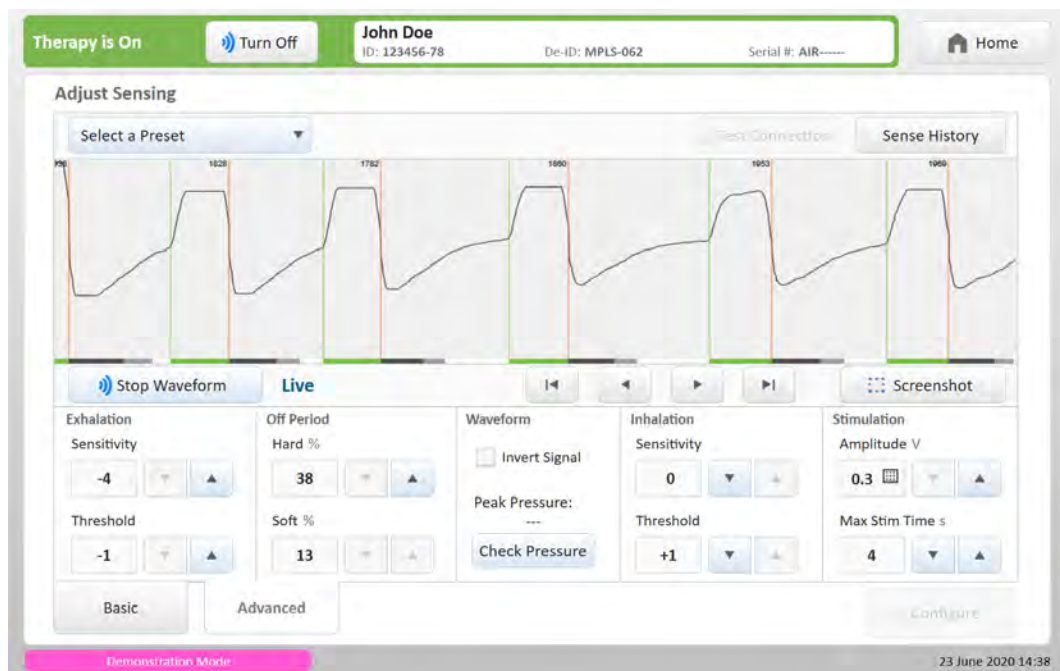 Therapy is On
Turn Off
John Doe
ID: 123456-78 De-ID: MPLS-062 Serial #: AIR------
Home
Adjust Sensing
Select a Preset
Test Connection
Sense History
1828 1782 1860 1953 1969
Stop Waveform
Live
Screenshot
Exhalation
Sensitivity
-4
Threshold
-1
Off Period
Hard %
38
Soft %
13
Waveform
Invert Signal
Peak Pressure:
---
Check Pressure
Inhalation
Sensitivity
0
Threshold
+1
Stimulation
Amplitude V
0.3
Max Stim Time s
4
Basic
Advanced
Configure
Demonstration Mode
23 June 2020 14:38